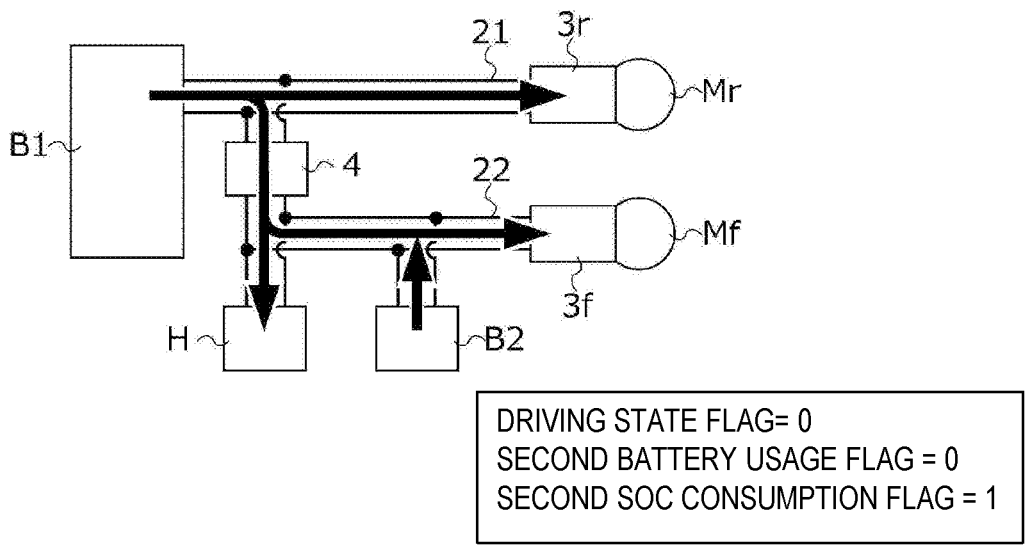 21
3r
Mr
B1
4
22
Mf
3f
H
B2
DRIVING STATE FLAG= 0
SECOND BATTERY USAGE FLAG = 0
SECOND SOC CONSUMPTION FLAG = 1